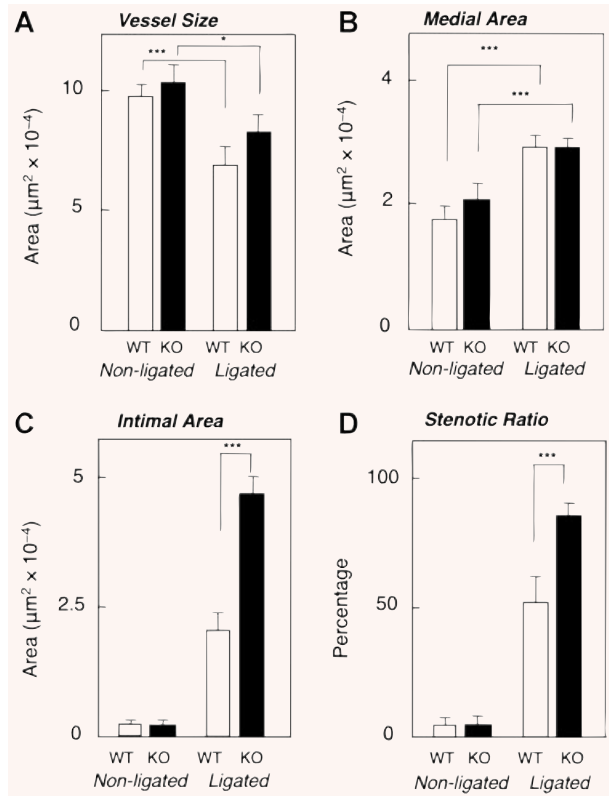 A
Vessel Size
***
*
10
5
0
Area (μm² × 10⁻⁴)
WT KO WT KO
Non-ligated Ligated
B
Medial Area
***
***
4
2
0
Area (μm² × 10⁻⁴)
WT KO WT KO
Non-ligated Ligated
C
Intimal Area
***
5
2.5
0
Area (μm² × 10⁻⁴)
WT KO WT KO
Non-ligated Ligated
D
Stenotic Ratio
***
100
50
0
Percentage
WT KO WT KO
Non-ligated Ligated